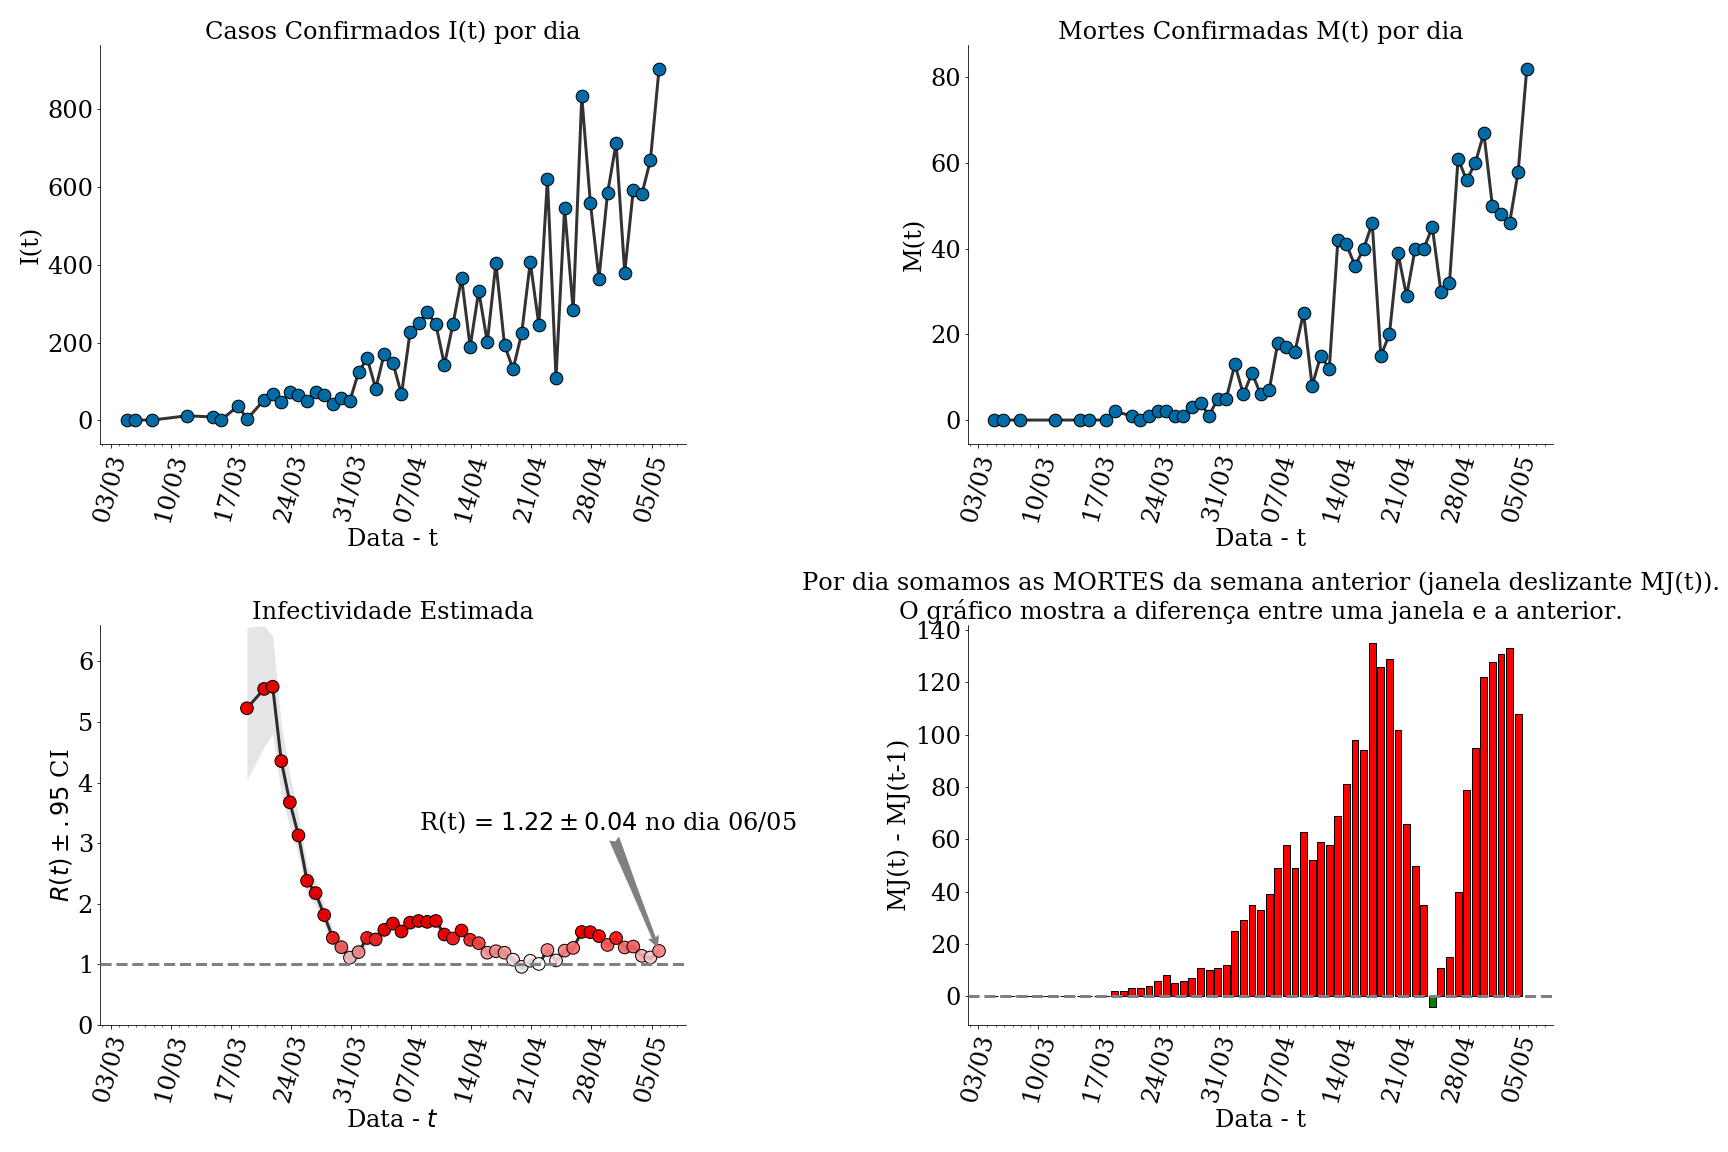 Casos Confirmados I(t) por dia
I(t)
800
600
400
200
0
03/03 10/03 17/03 24/03 31/03 07/04 14/04 21/04 28/04 05/05
Data - t
Mortes Confirmadas M(t) por dia
M(t)
80
60
40
20
0
03/03 10/03 17/03 24/03 31/03 07/04 14/04 21/04 28/04 05/05
Data - t
Infectividade Estimada
R(t) ± .95 CI
6
5
4
3
2
1
0
R(t) = 1.22 ± 0.04 no dia 06/05
03/03 10/03 17/03 24/03 31/03 07/04 14/04 21/04 28/04 05/05
Data - t
Por dia somamos as MORTES da semana anterior (janela deslizante MJ(t)).
O gráfico mostra a diferença entre uma janela e a anterior.
MJ(t) - MJ(t-1)
140
120
100
80
60
40
20
0
03/03 10/03 17/03 24/03 31/03 07/04 14/04 21/04 28/04 05/05
Data - t